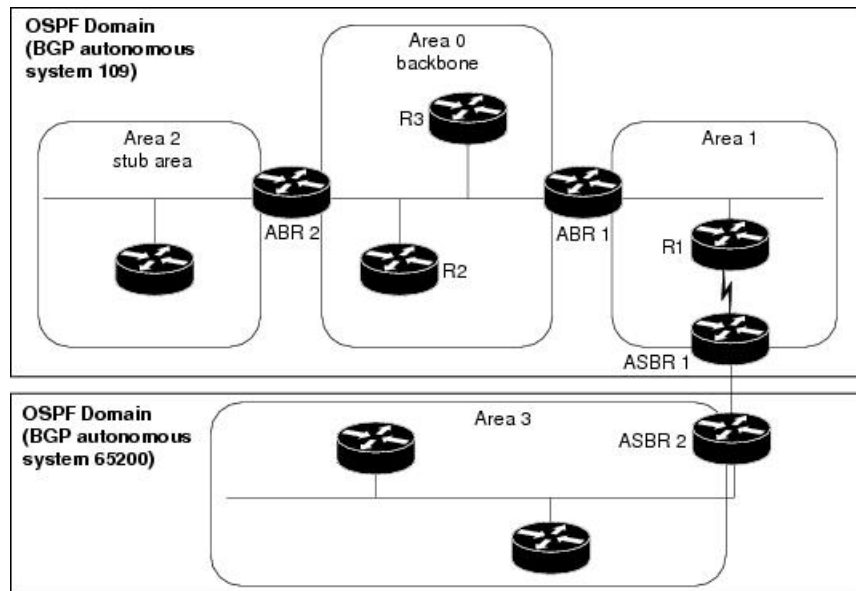 OSPF Domain
(BGP autonomous
system 109)
Area 0
backbone
R3
Area 2
stub area
Area 1
ABR 2
ABR 1
R1
R2
ASBR 1
OSPF Domain
(BGP autonomous
system 65200)
Area 3
ASBR 2